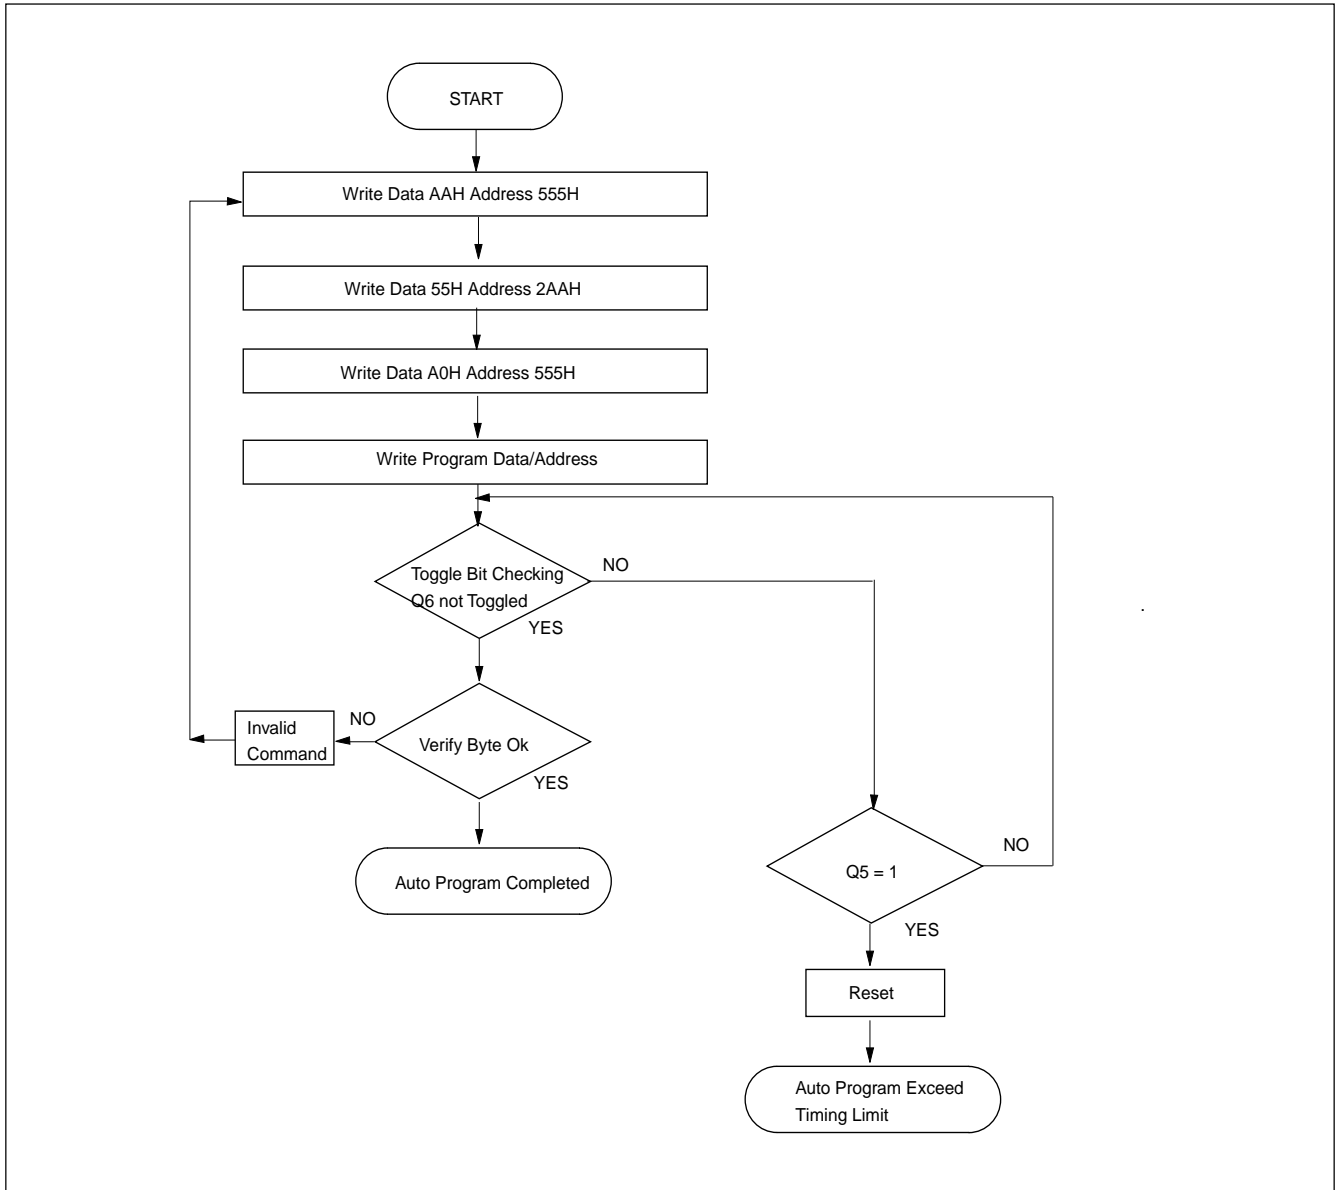 START
Write Data AAH Address 555H
Write Data 55H Address 2AAH
Write Data A0H Address 555H
Write Program Data/Address
Toggle Bit Checking
Q6 not Toggled
NO
YES
Invalid
Command
NO
Verify Byte Ok
YES
Auto Program Completed
Q5 = 1
NO
YES
Reset
Auto Program Exceed
Timing Limit
.